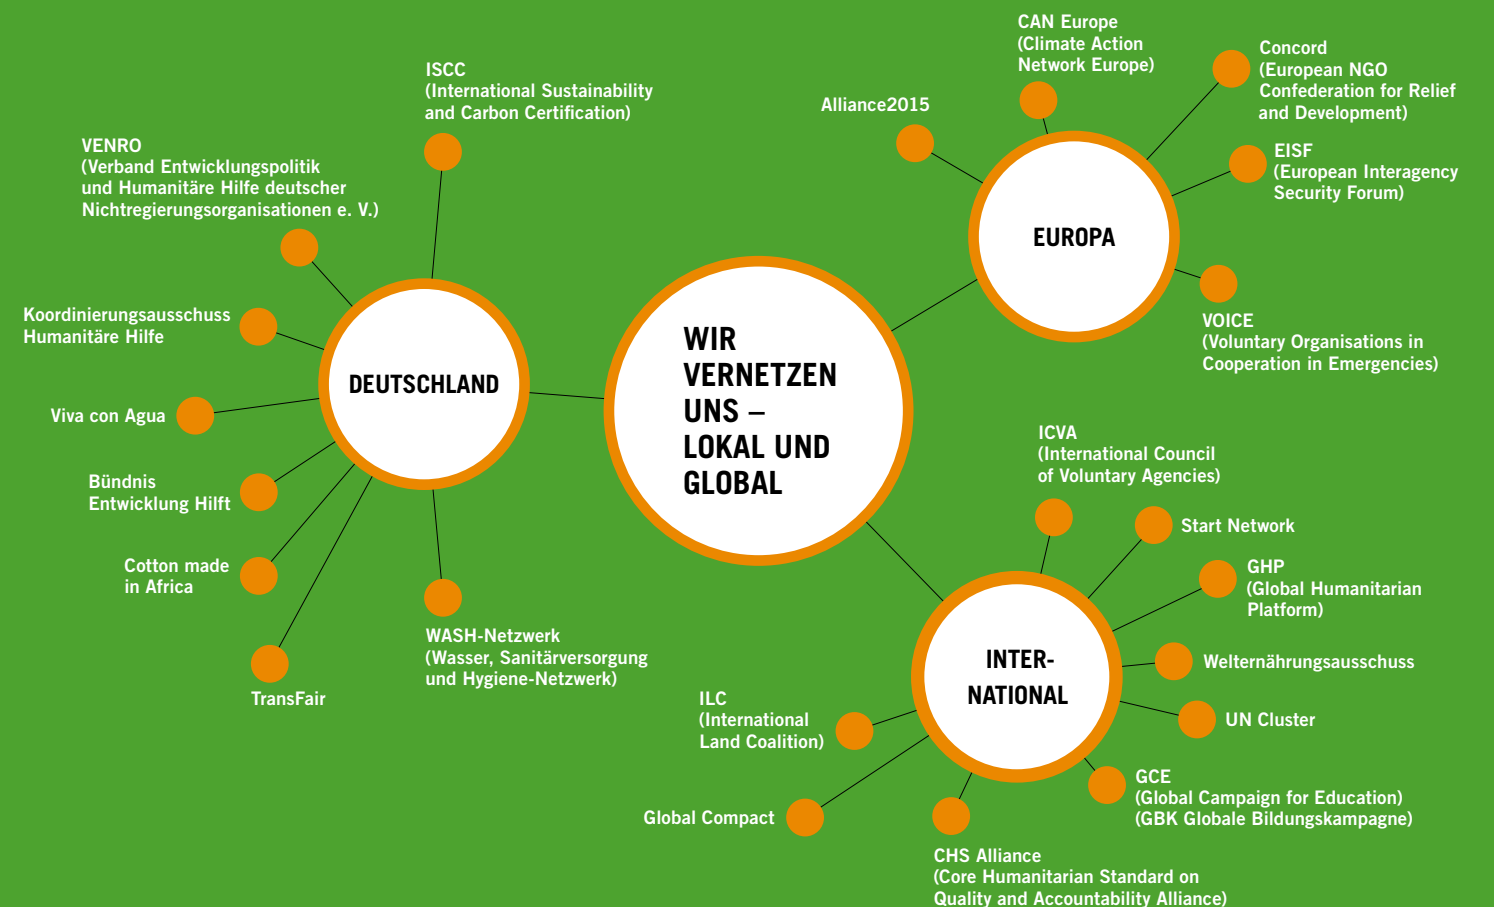 WIR
VERNETZEN
UNS –
LOKAL UND
GLOBAL
DEUTSCHLAND
ISCC
(International Sustainability
and Carbon Certification)
VENRO
(Verband Entwicklungspolitik
und Humanitäre Hilfe deutscher
Nichtregierungsorganisationen e. V.)
Koordinierungsausschuss
Humanitäre Hilfe
Viva con Agua
Bündnis
Entwicklung Hilft
Cotton made
in Africa
TransFair
WASH-Netzwerk
(Wasser, Sanitärversorgung
und Hygiene-Netzwerk)
EUROPA
Alliance2015
CAN Europe
(Climate Action
Network Europe)
Concord
(European NGO
Confederation for Relief
and Development)
EISF
(European Interagency
Security Forum)
VOICE
(Voluntary Organisations in
Cooperation in Emergencies)
INTER-
NATIONAL
ICVA
(International Council
of Voluntary Agencies)
Start Network
GHP
(Global Humanitarian
Platform)
Welternährungsausschuss
UN Cluster
GCE
(Global Campaign for Education)
(GBK Globale Bildungskampagne)
CHS Alliance
(Core Humanitarian Standard on
Quality and Accountability Alliance)
Global Compact
ILC
(International
Land Coalition)